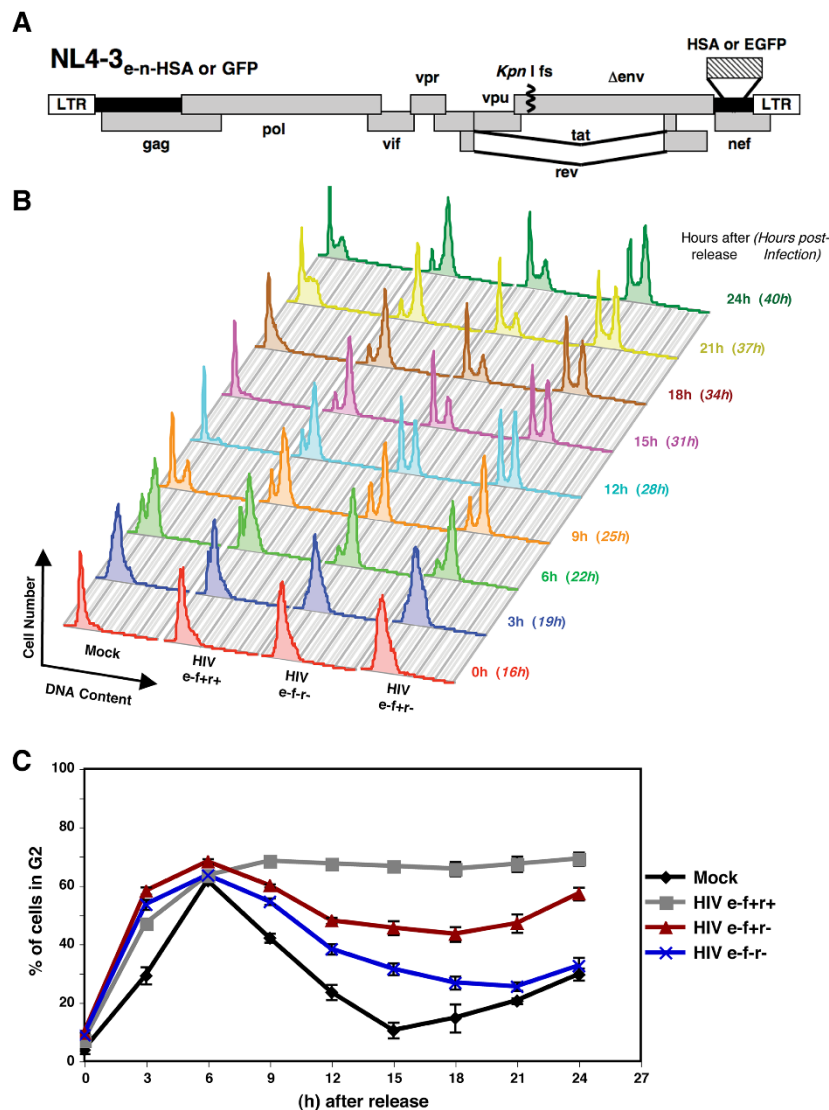 A
NL4-3e-n-HSA or GFP
HSA or EGFP
Kpn I fs
Δenv
vpr
vpu
LTR
LTR
gag
pol
vif
tat
rev
nef
B
Hours after (Hours post-
release Infection)
24h (40h)
21h (37h)
18h (34h)
15h (31h)
12h (28h)
9h (25h)
6h (22h)
3h (19h)
0h (16h)
Cell Number
DNA Content
Mock
HIV
e-f+r+
HIV
e-f-r-
HIV
e-f+r-
C
% of cells in G2
100
80
60
40
20
0
0 3 6 9 12 15 18 21 24 27
(h) after release
Mock
HIV e-f+r+
HIV e-f+r-
HIV e-f-r-